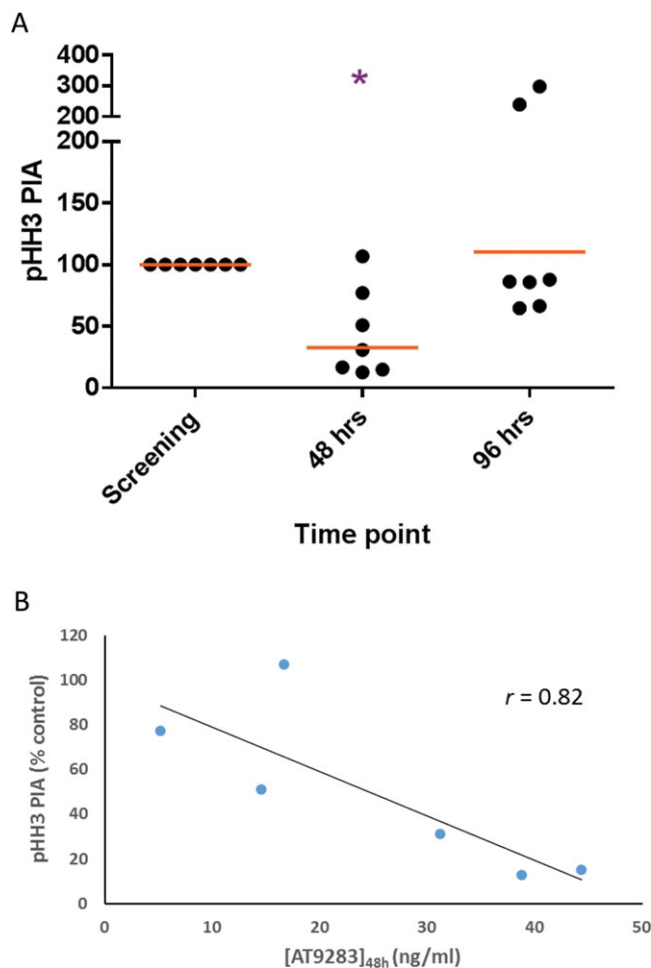 A
400
300
200
*
200
150
100
50
0
pHH3 PIA
Screening
48 hrs
96 hrs
Time point
B
120
100
80
60
40
20
0
pHH3 PIA (% control)
r = 0.82
0 10 20 30 40 50
[AT9283]48h (ng/ml)